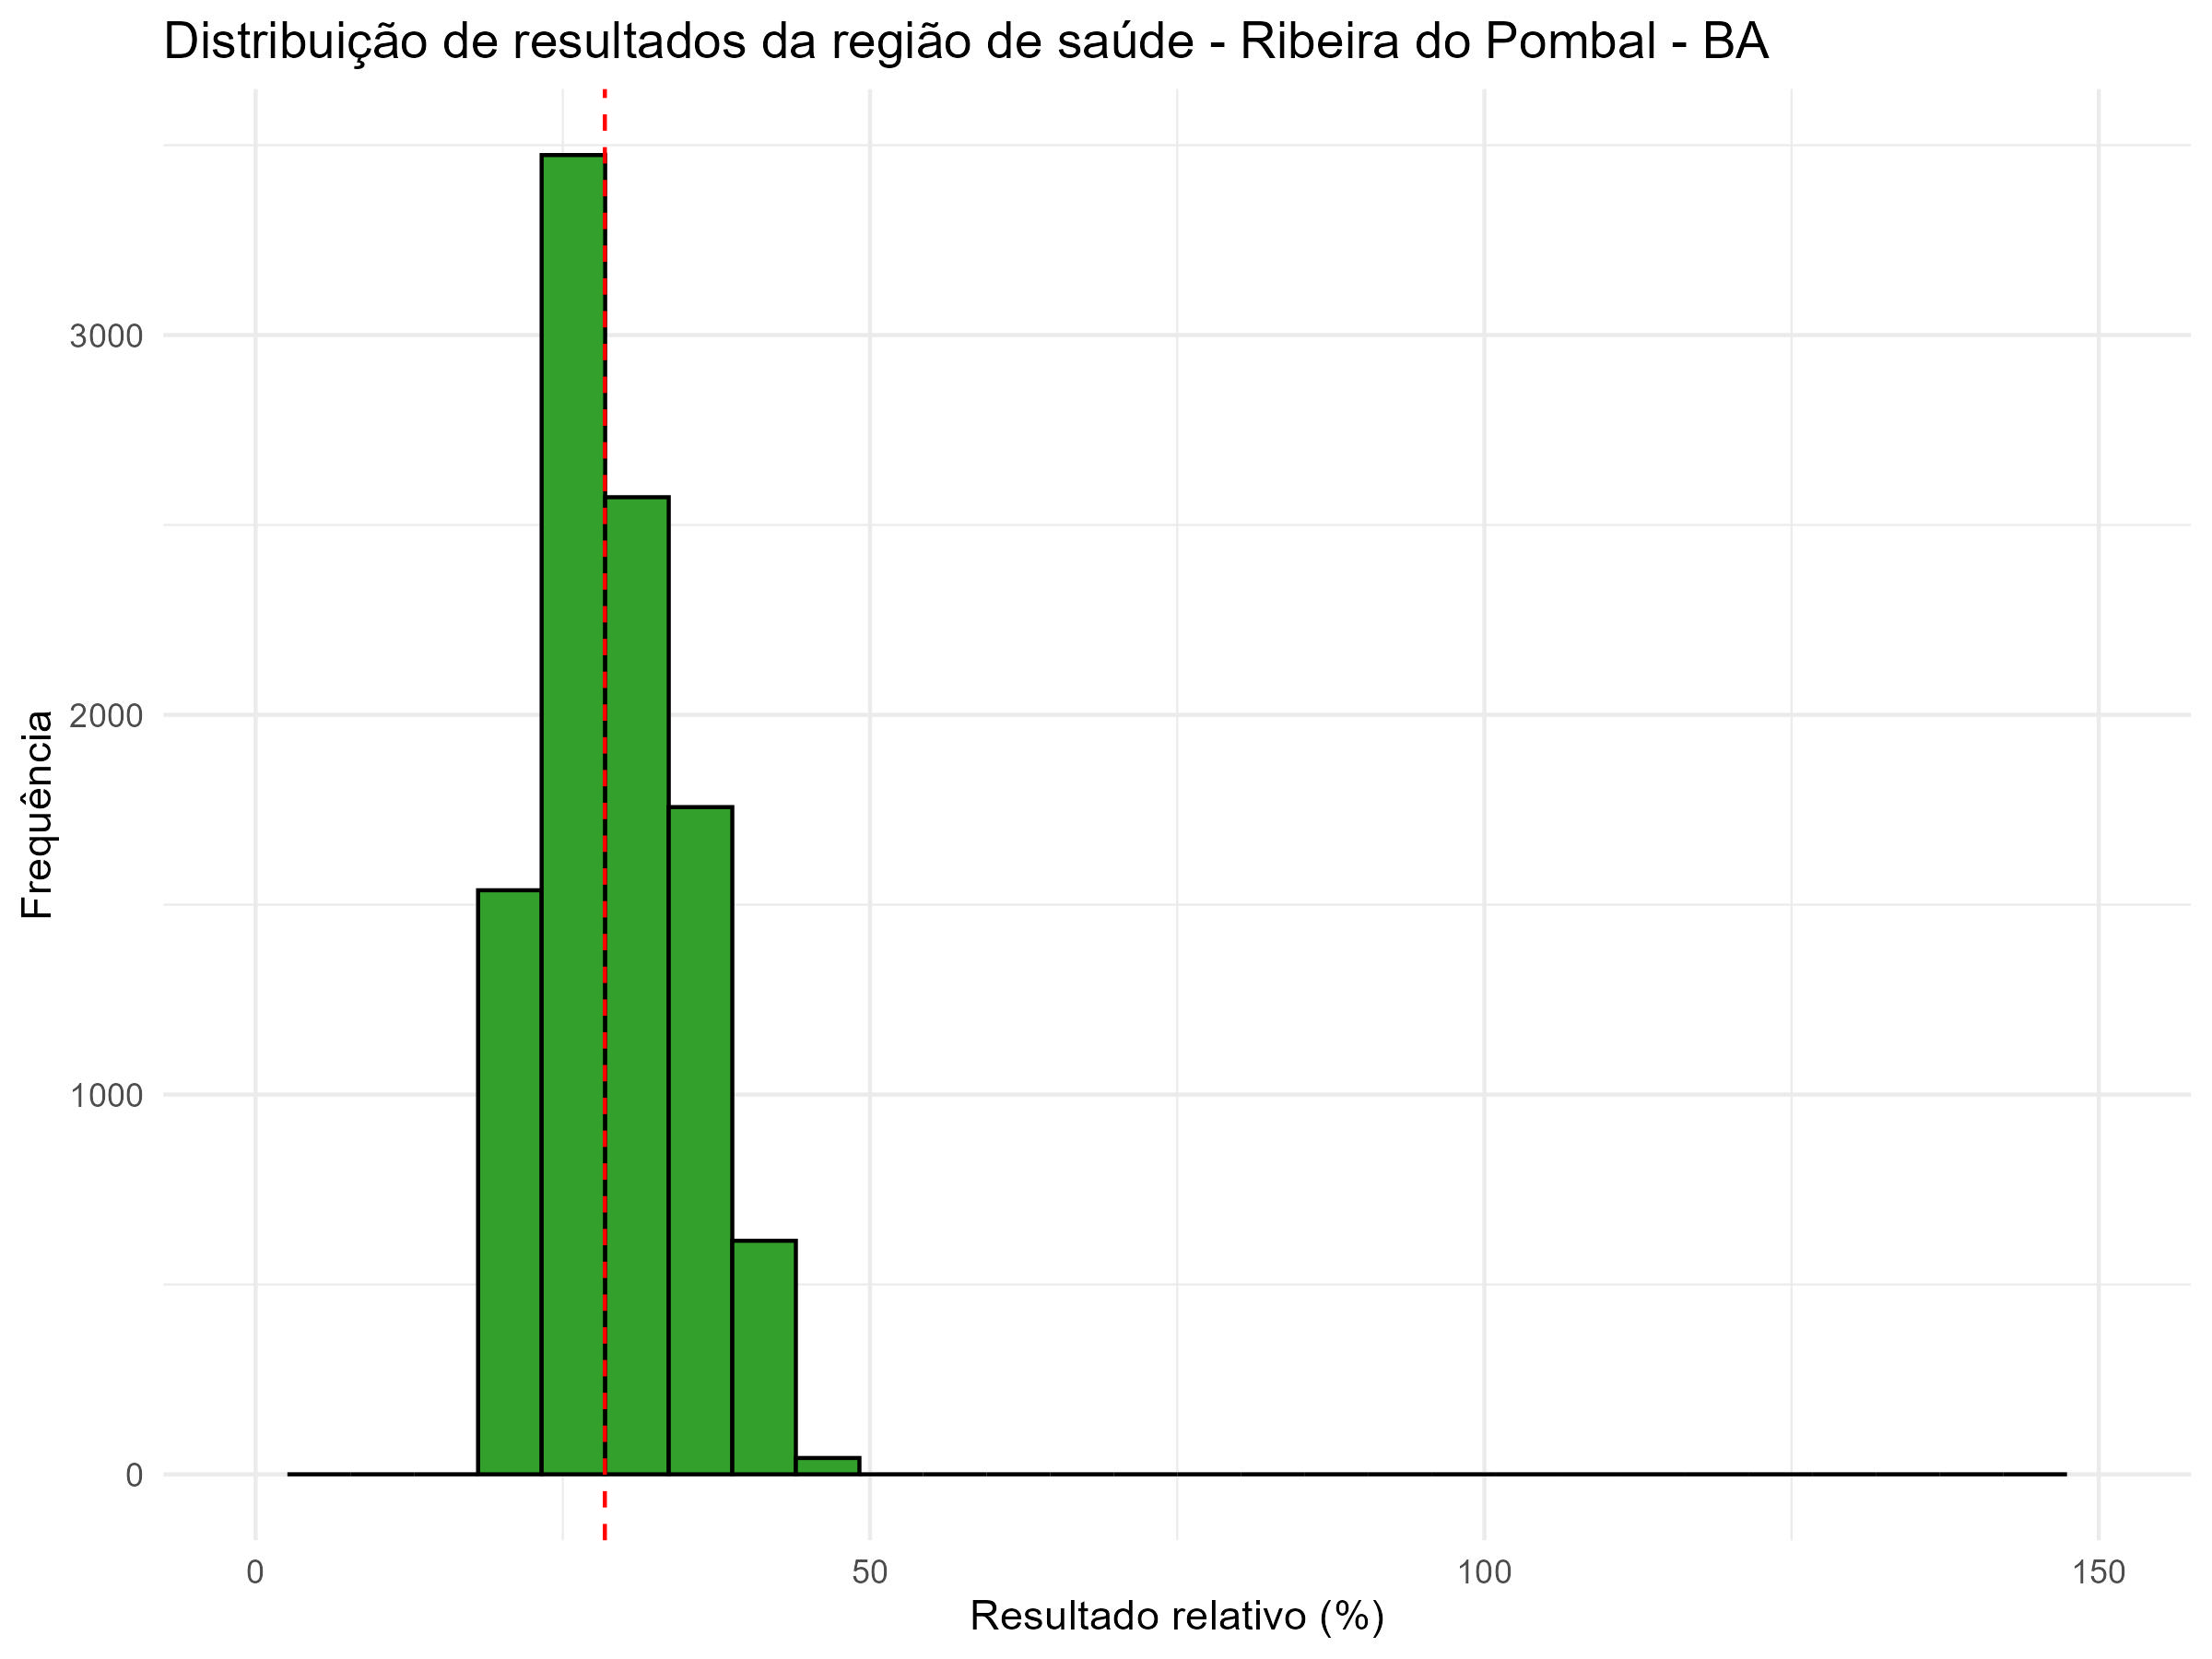 Distribuição de resultados da região de saúde - Ribeira do Pombal - BA
Frequência
3000
2000
1000
0
0 50 100 150
Resultado relativo (%)